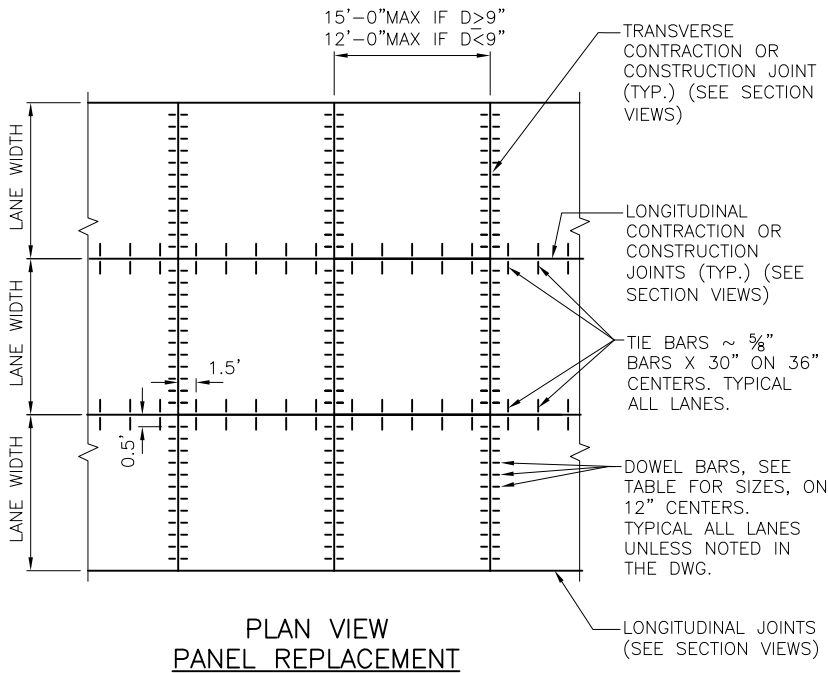 15'-0"MAX IF D≥9"
12'-0"MAX IF D<9"
TRANSVERSE
CONTRACTION OR
CONSTRUCTION JOINT
(TYP.) (SEE SECTION
VIEWS)
LANE WIDTH
LONGITUDINAL
CONTRACTION OR
CONSTRUCTION
JOINTS (TYP.) (SEE
SECTION VIEWS)
LANE WIDTH
1.5'
TIE BARS ~ ⅝"
BARS X 30" ON 36"
CENTERS. TYPICAL
ALL LANES.
0.5'
LANE WIDTH
DOWEL BARS, SEE
TABLE FOR SIZES, ON
12" CENTERS.
TYPICAL ALL LANES
UNLESS NOTED IN
THE DWG.
LONGITUDINAL JOINTS
(SEE SECTION VIEWS)
PLAN VIEW
PANEL REPLACEMENT